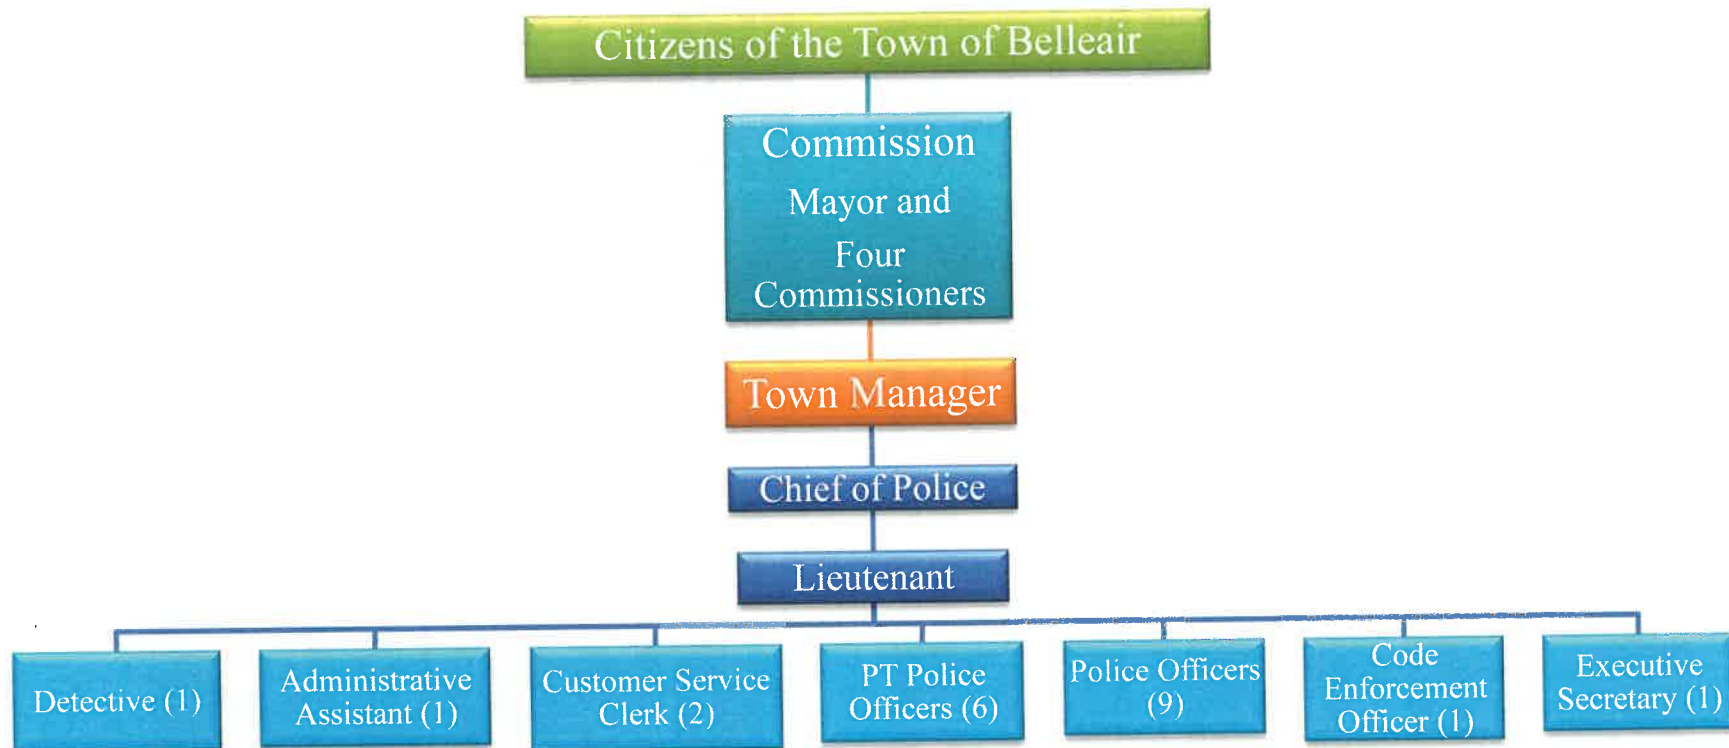 Citizens of the Town of Belleair
Commission
Mayor and
Four
Commissioners
Town Manager
Chief of Police
Lieutenant
Detective (1)
Administrative
Assistant (1)
Customer Service
Clerk (2)
PT Police
Officers (6)
Police Officers
(9)
Code
Enforcement
Officer (1)
Executive
Secretary (1)